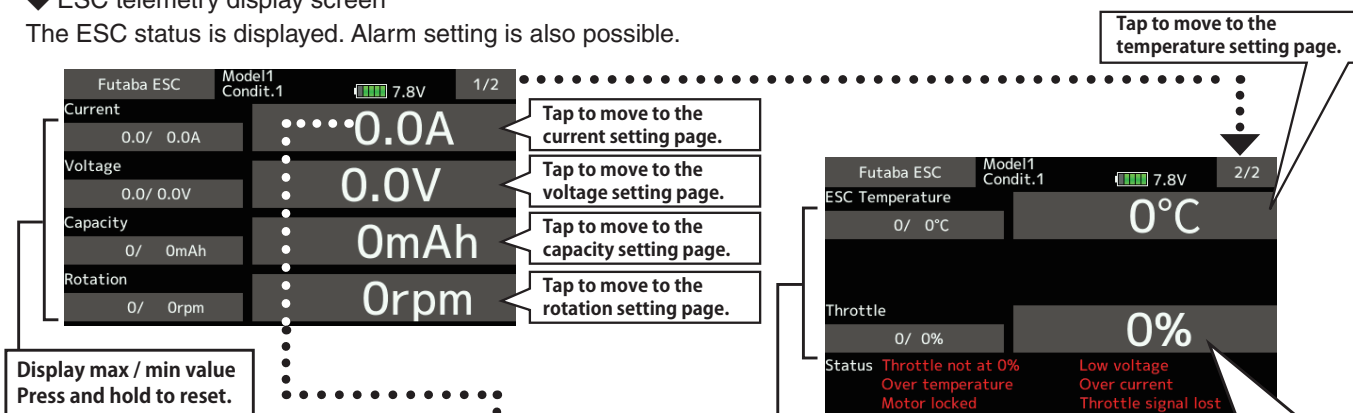 ◆ ESC telemetry display screen
The ESC status is displayed. Alarm setting is also possible.
Futaba ESC
Model1
Condit.1
7.8V
1/2
Current
0.0/ 0.0A
0.0A
Tap to move to the
current setting page.
Voltage
0.0/ 0.0V
0.0V
Tap to move to the
voltage setting page.
Capacity
0/ 0mAh
0mAh
Tap to move to the
capacity setting page.
Rotation
0/ 0rpm
0rpm
Tap to move to the
rotation setting page.
Display max / min value
Press and hold to reset.
Tap to move to the
temperature setting page.
Futaba ESC
Model1
Condit.1
7.8V
2/2
ESC Temperature
0/ 0°C
0°C
Throttle
0/ 0%
0%
Status Throttle not at 0% Low voltage
Over temperature Over current
Motor locked Throttle signal lost